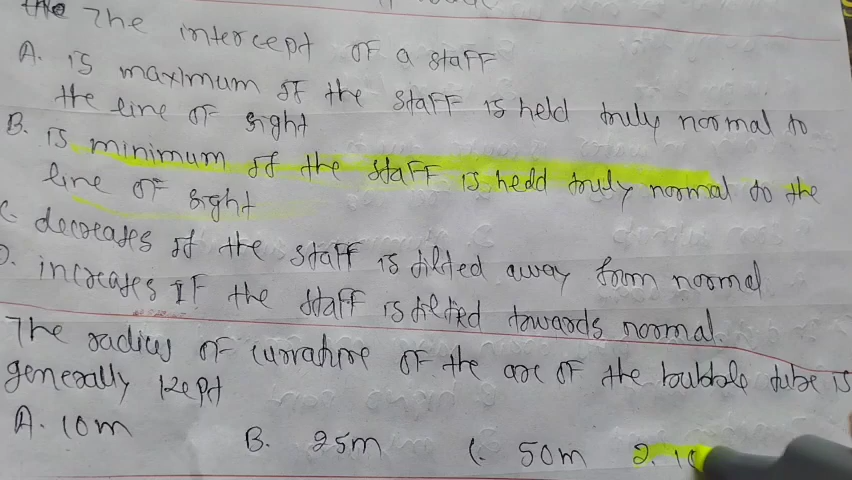 the The intercept of a staff
A. is maximum if the staff is held truly normal to
the line of sight
B. is minimum if the staff is hedd truly normal to the
line of sight
C. decreases if the staff is tilted away from normal
D. increases IF the staff is tilted towards normal.
The radius of curvature of the arc of the bubble tube is
generally kept
A. 10m B. 25m C. 50m D. 10